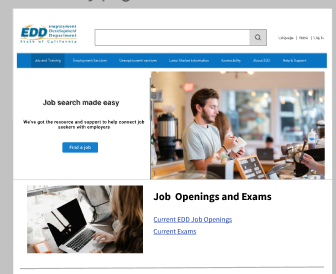 EDD Employment
Development
Department
State of California
Language | Home | Log In
Job and Training Employment Services Unemployment services Labor Market Information Accessibility About EDD Help & Support
Job search made easy
We've got the resource and support to help connect job
seekers with employers
Find a job
Job Openings and Exams
Current EDD Job Openings
Current Exams